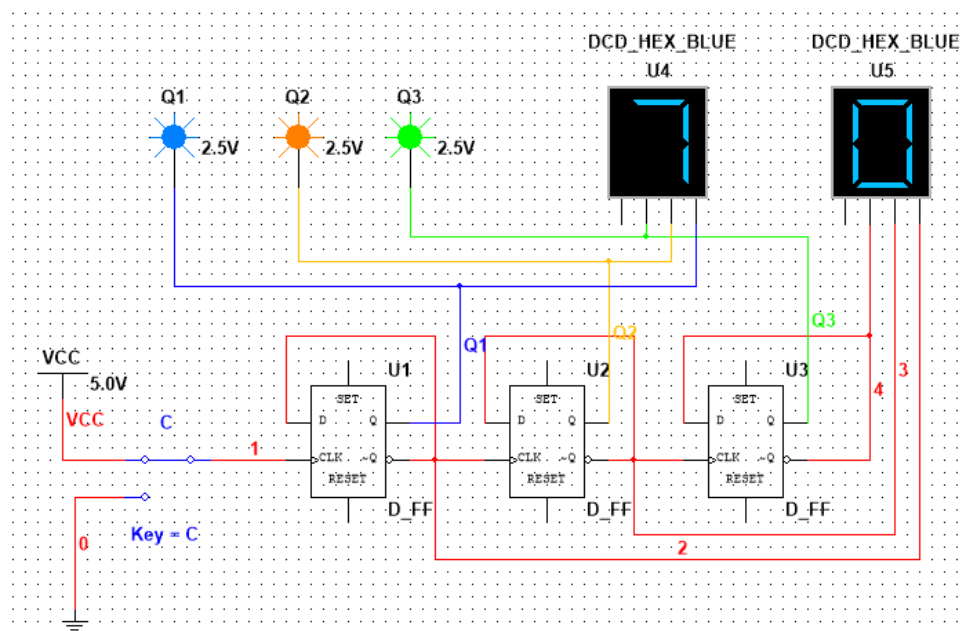 DCD_HEX_BLUE DCD_HEX_BLUE
U4 U5
Q1 Q2 Q3
2.5V 2.5V 2.5V
7 0
Q3
Q2
Q1
VCC U1 U2 U3
5.0V 3
4
SET SET SET
VCC C D Q D Q D Q
1 CLK ~Q CLK ~Q CLK ~Q
RESET RESET RESET
D_FF D_FF D_FF
Key = C
0 2